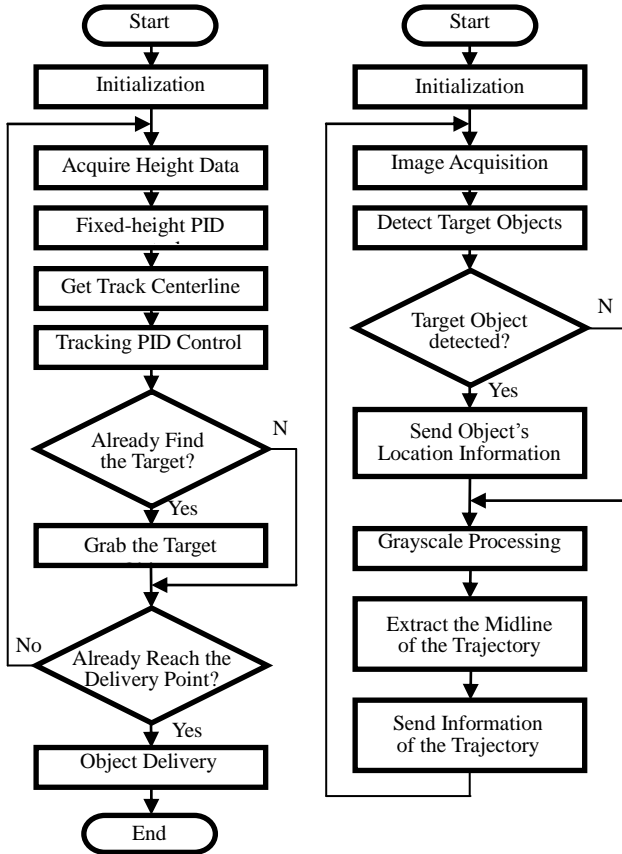 Start
Initialization
Acquire Height Data
Fixed-height PID
Get Track Centerline
Tracking PID Control
Already Find
the Target?
N
Yes
Grab the Target
No
Already Reach the
Delivery Point?
Yes
Object Delivery
End
Start
Initialization
Image Acquisition
Detect Target Objects
Target Object
detected?
N
Yes
Send Object's
Location Information
Grayscale Processing
Extract the Midline
of the Trajectory
Send Information
of the Trajectory